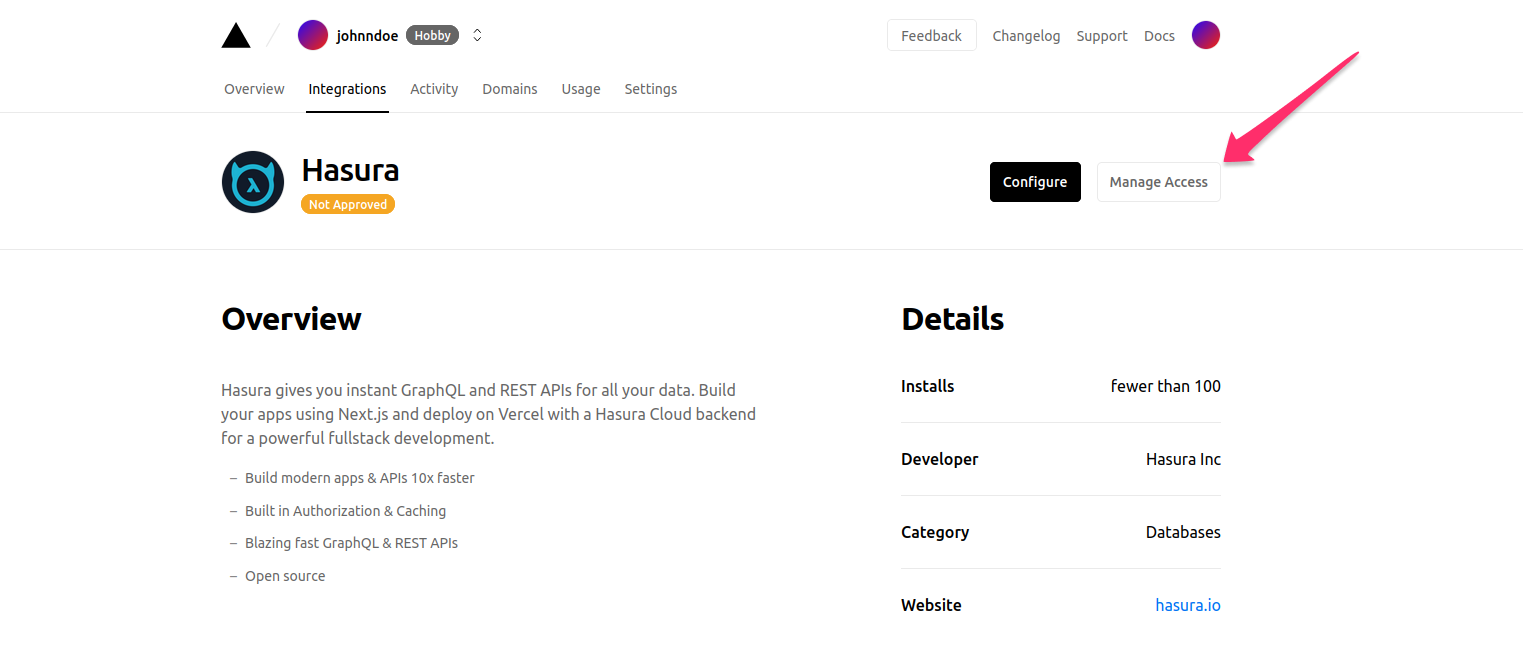 johnndoe Hobby
Feedback Changelog Support Docs
Overview Integrations Activity Domains Usage Settings
Hasura
Not Approved
Configure Manage Access
Overview
Hasura gives you instant GraphQL and REST APIs for all your data. Build
your apps using Next.js and deploy on Vercel with a Hasura Cloud backend
for a powerful fullstack development.
– Build modern apps & APIs 10x faster
– Built in Authorization & Caching
– Blazing fast GraphQL & REST APIs
– Open source
Details
Installs fewer than 100
Developer Hasura Inc
Category Databases
Website hasura.io